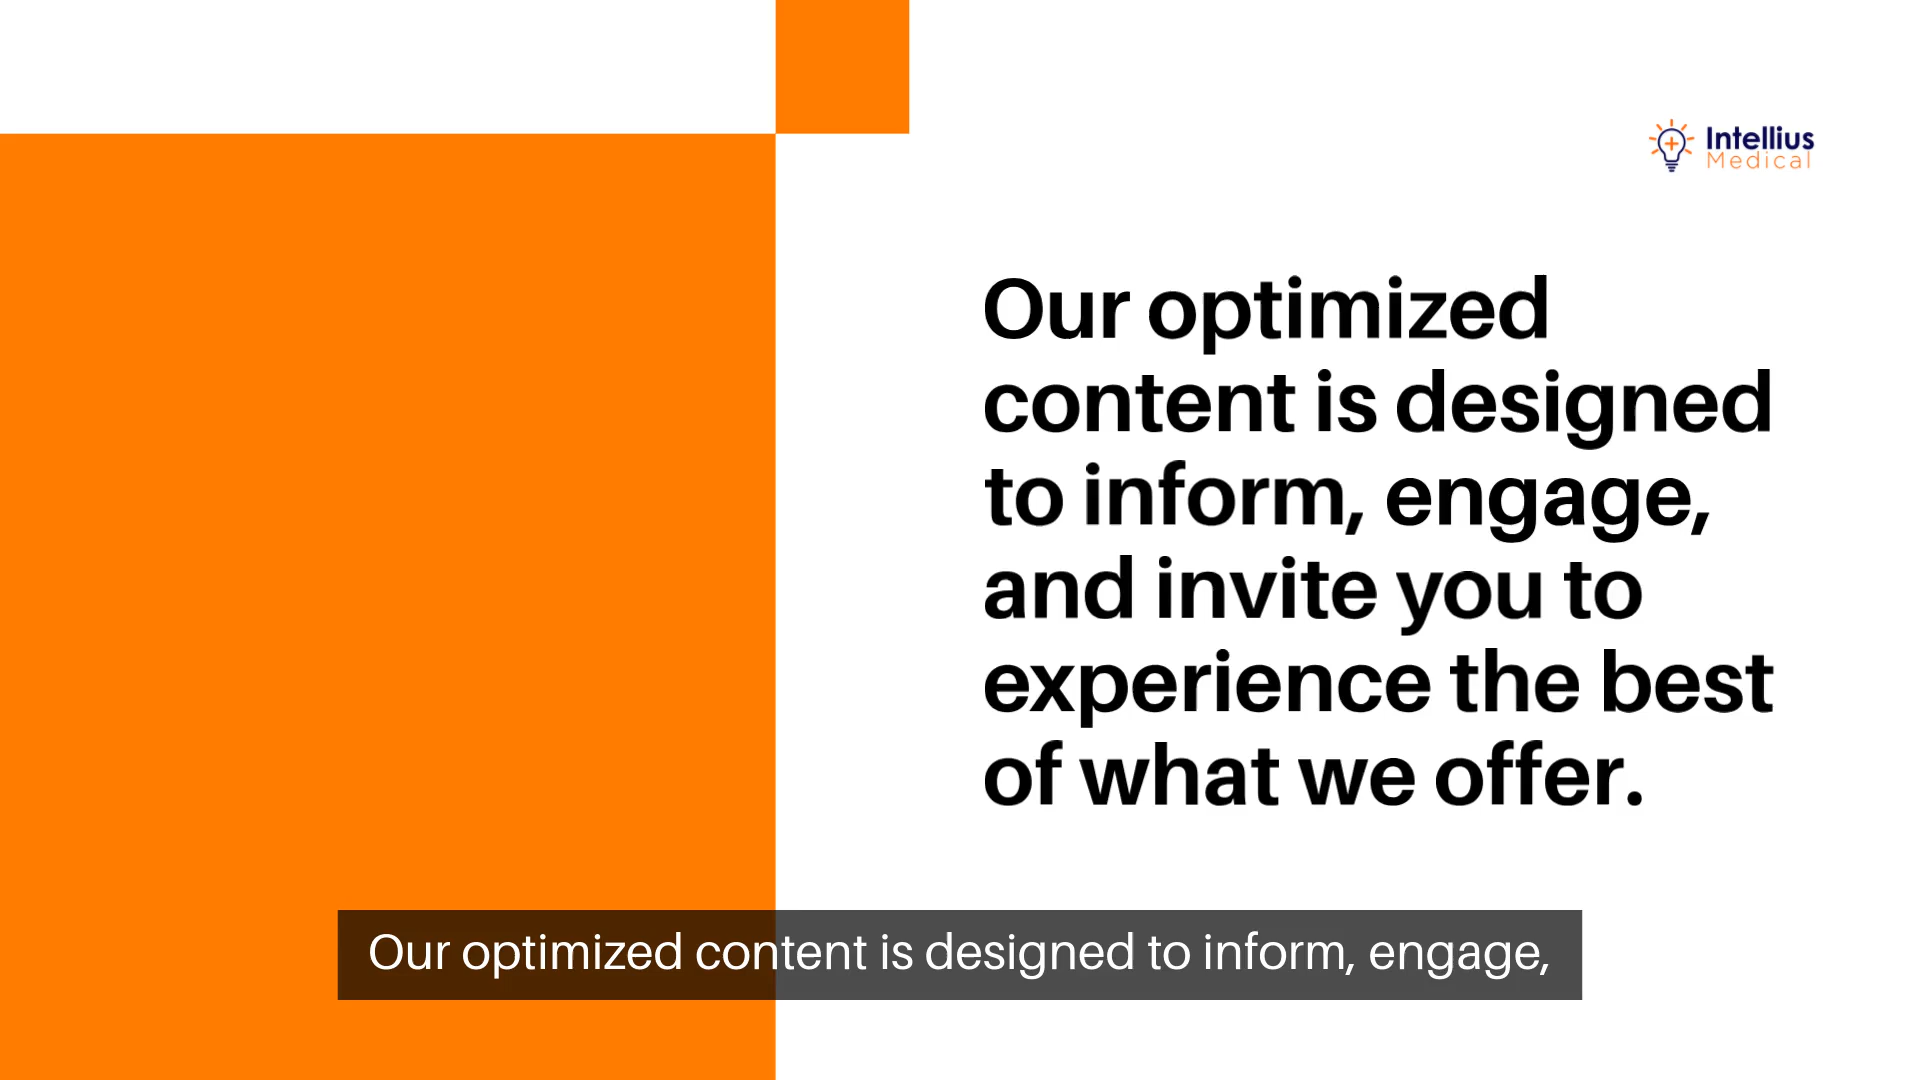 Intellius
Medical
Our optimized
content is designed
to inform, engage,
and invite you to
experience the best
of what we offer.
Our optimized content is designed to inform, engage,